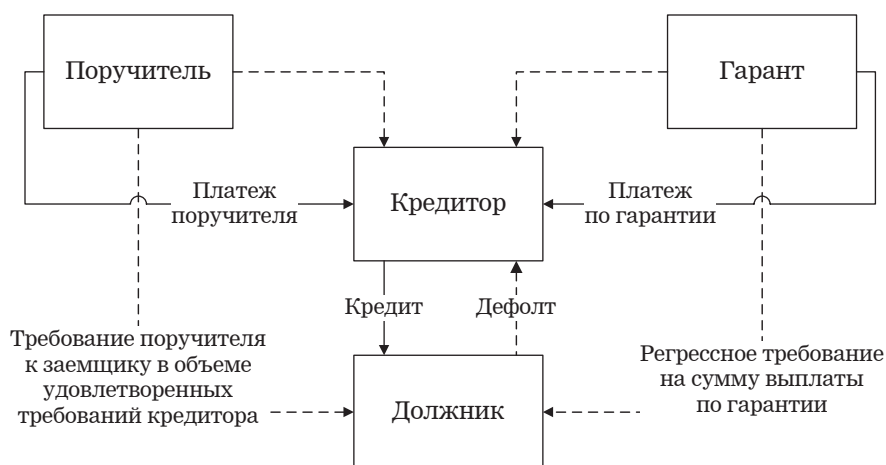 Поручитель
Гарант
Платеж
поручителя
Кредитор
Платеж
по гарантии
Кредит
Дефолт
Требование поручителя
к заемщику в объеме
удовлетворенных
требований кредитора
Должник
Регрессное требование
на сумму выплаты
по гарантии